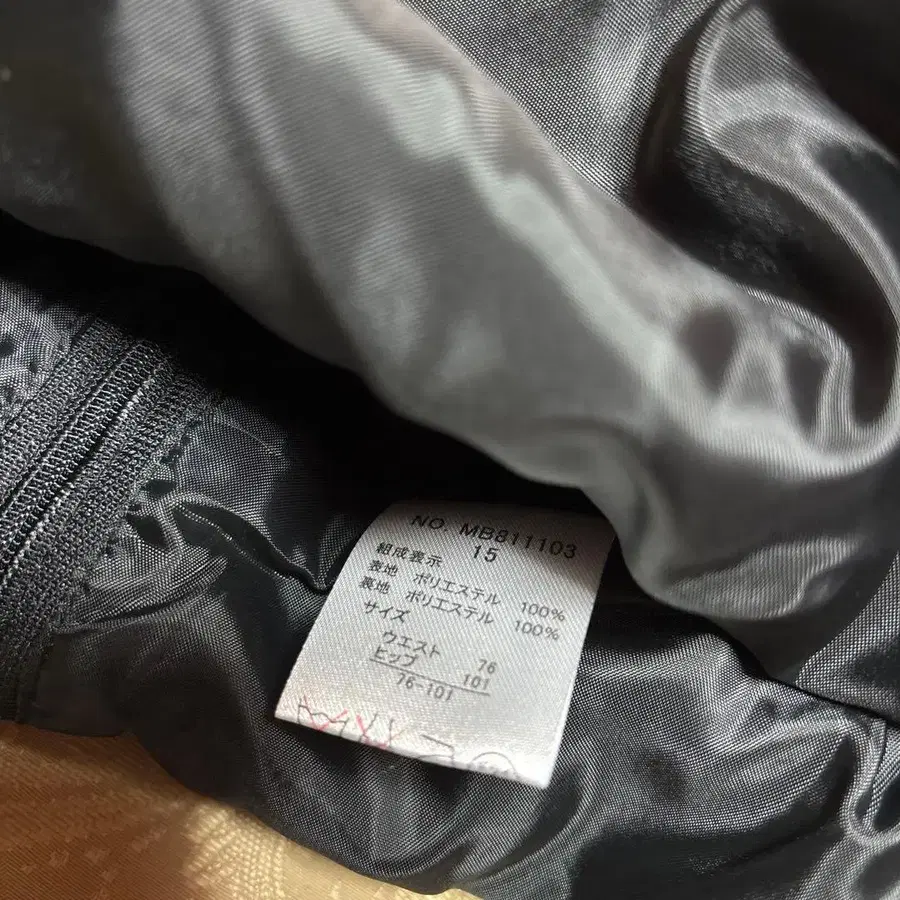 NO. MB811103
15
組成表示
表地 ポリエステル 100%
裏地 ポリエステル 100%
サイズ
ウエスト 76
ヒップ 101
76-101